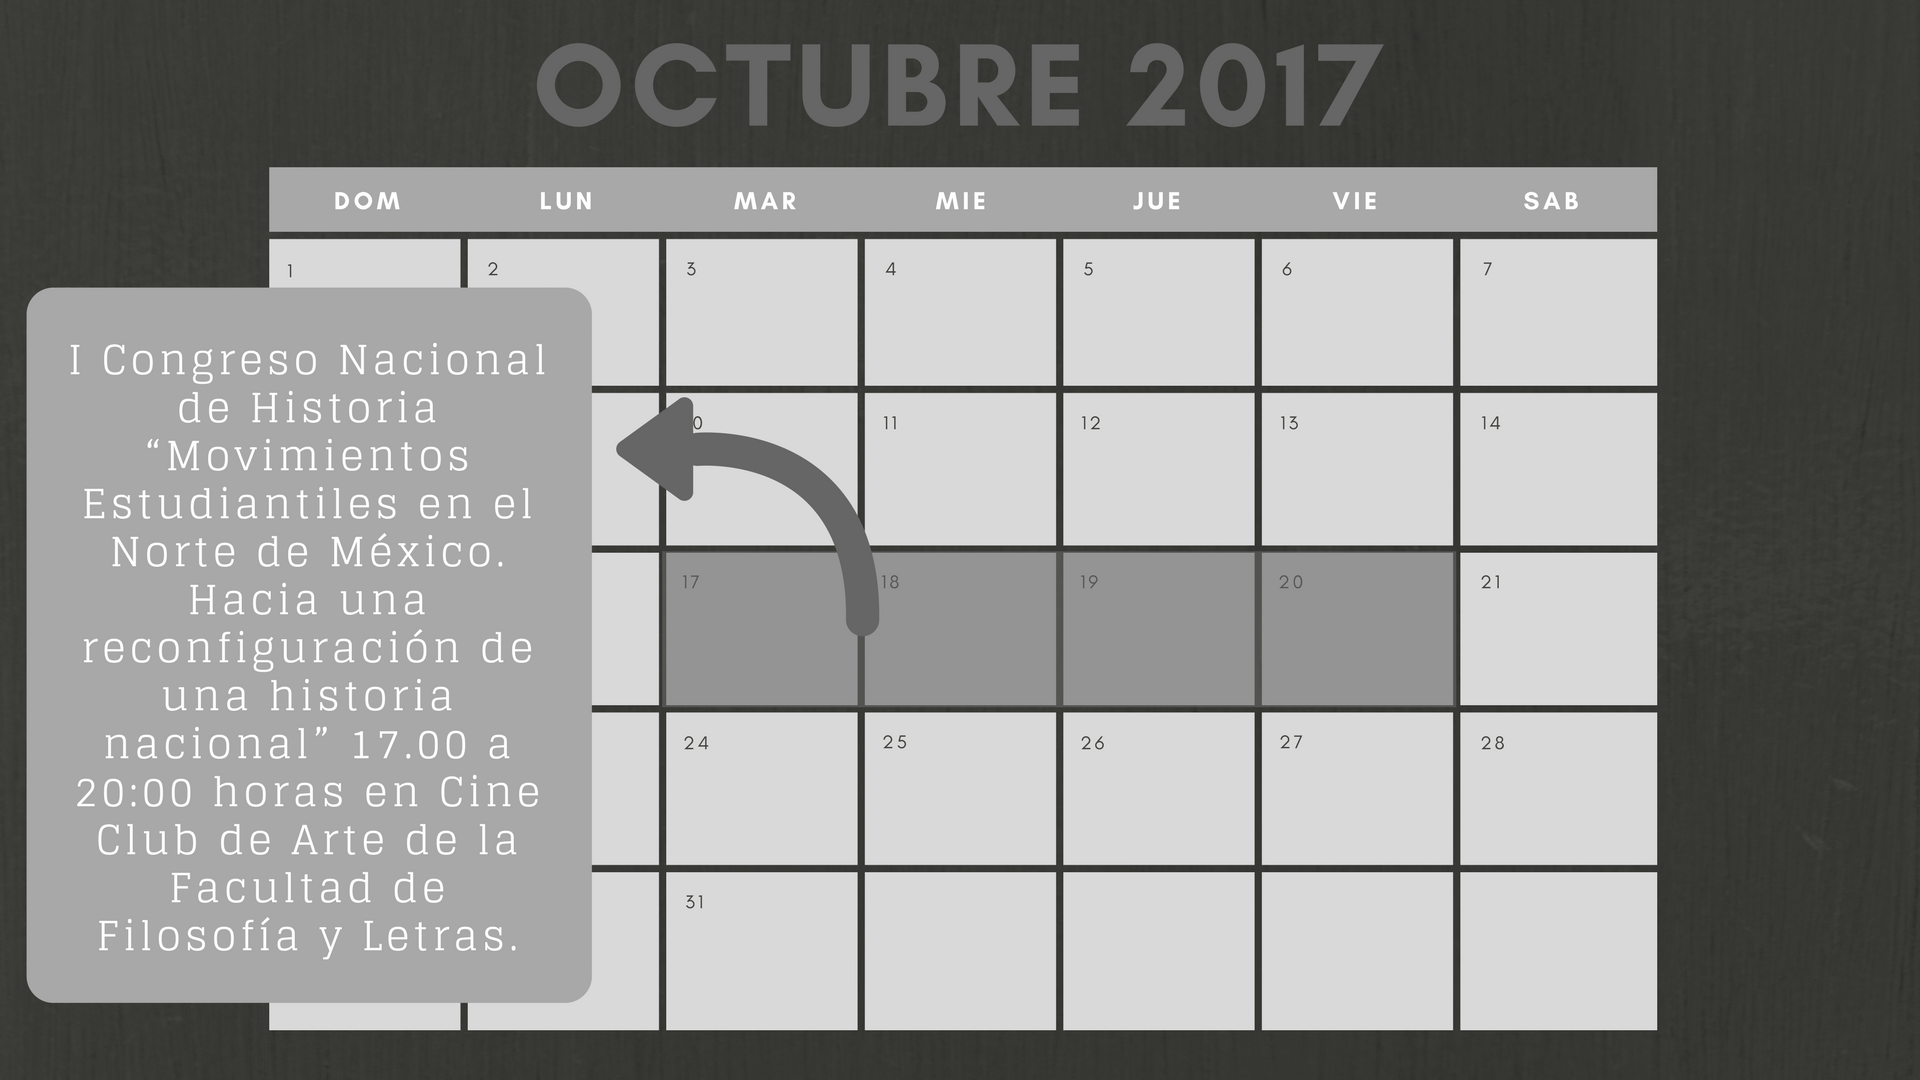 OCTUBRE 2017
DOM LUN MAR MIE JUE VIE SAB
1 2 3 4 5 6 7
I Congreso Nacional
de Historia
“Movimientos
Estudiantiles en el
Norte de México.
Hacia una
reconfiguración de
una historia
nacional” 17.00 a
20:00 horas en Cine
Club de Arte de la
Facultad de
Filosofía y Letras.
0 11 12 13 14
17 18 19 20 21
24 25 26 27 28
31